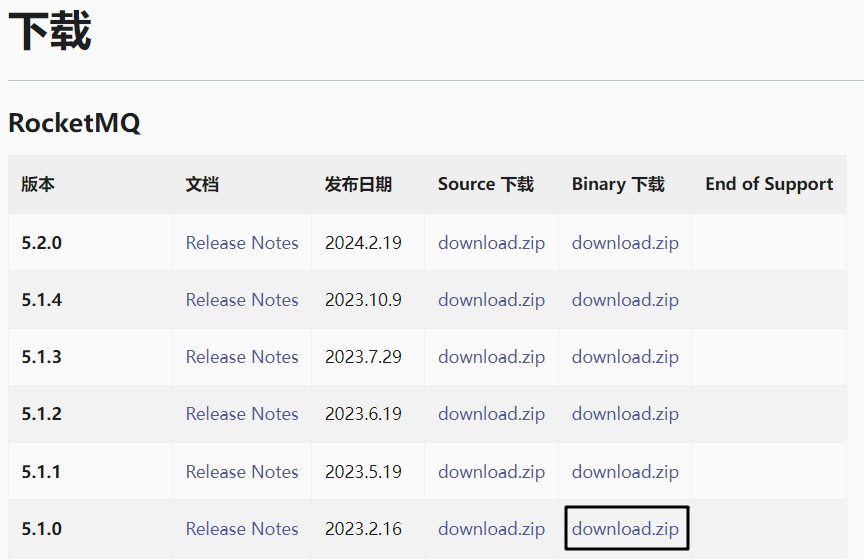 下载
RocketMQ
版本 文档 发布日期 Source 下载 Binary 下载 End of Support
5.2.0 Release Notes 2024.2.19 download.zip download.zip
5.1.4 Release Notes 2023.10.9 download.zip download.zip
5.1.3 Release Notes 2023.7.29 download.zip download.zip
5.1.2 Release Notes 2023.6.19 download.zip download.zip
5.1.1 Release Notes 2023.5.19 download.zip download.zip
5.1.0 Release Notes 2023.2.16 download.zip download.zip